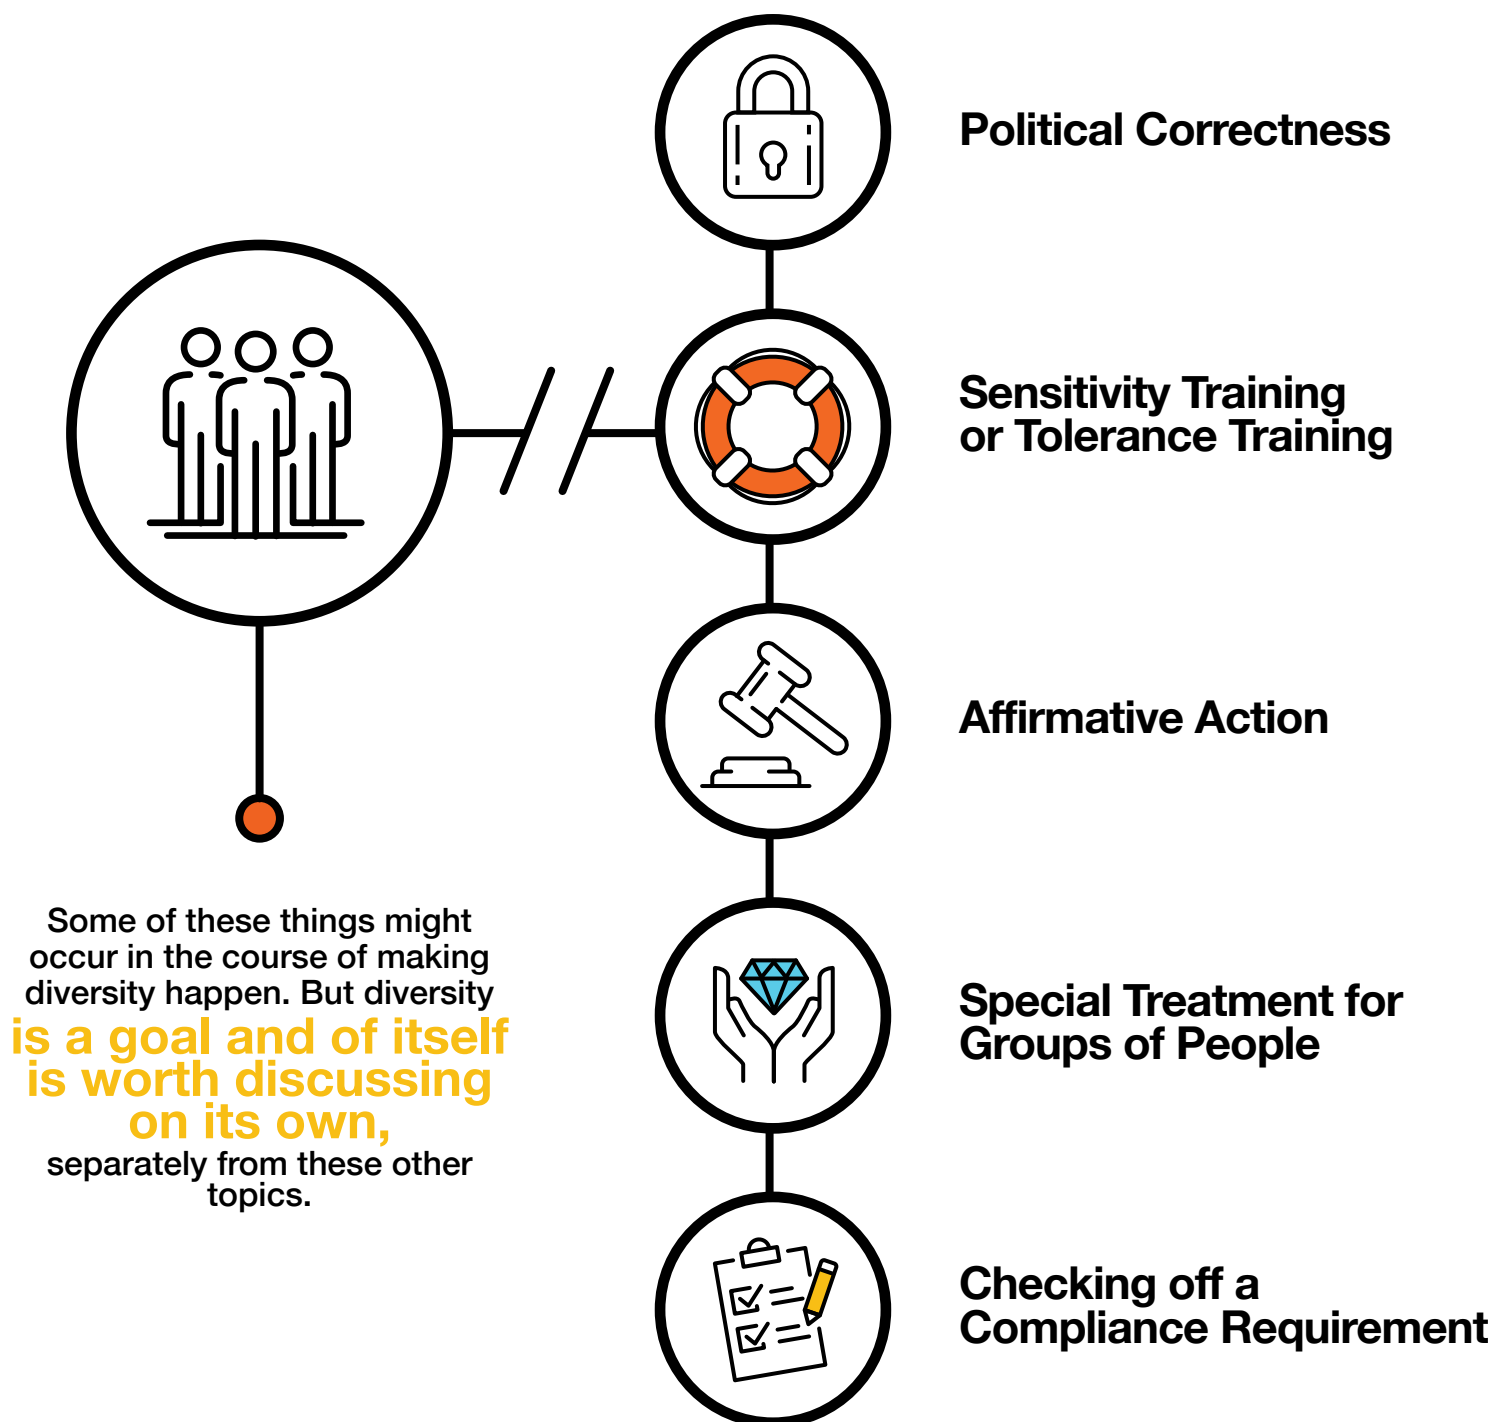 Political Correctness
Sensitivity Training
or Tolerance Training
Affirmative Action
Special Treatment for
Groups of People
Checking off a
Compliance Requirement
Some of these things might
occur in the course of making
diversity happen. But diversity
is a goal and of itself
is worth discussing
on its own,
separately from these other
topics.